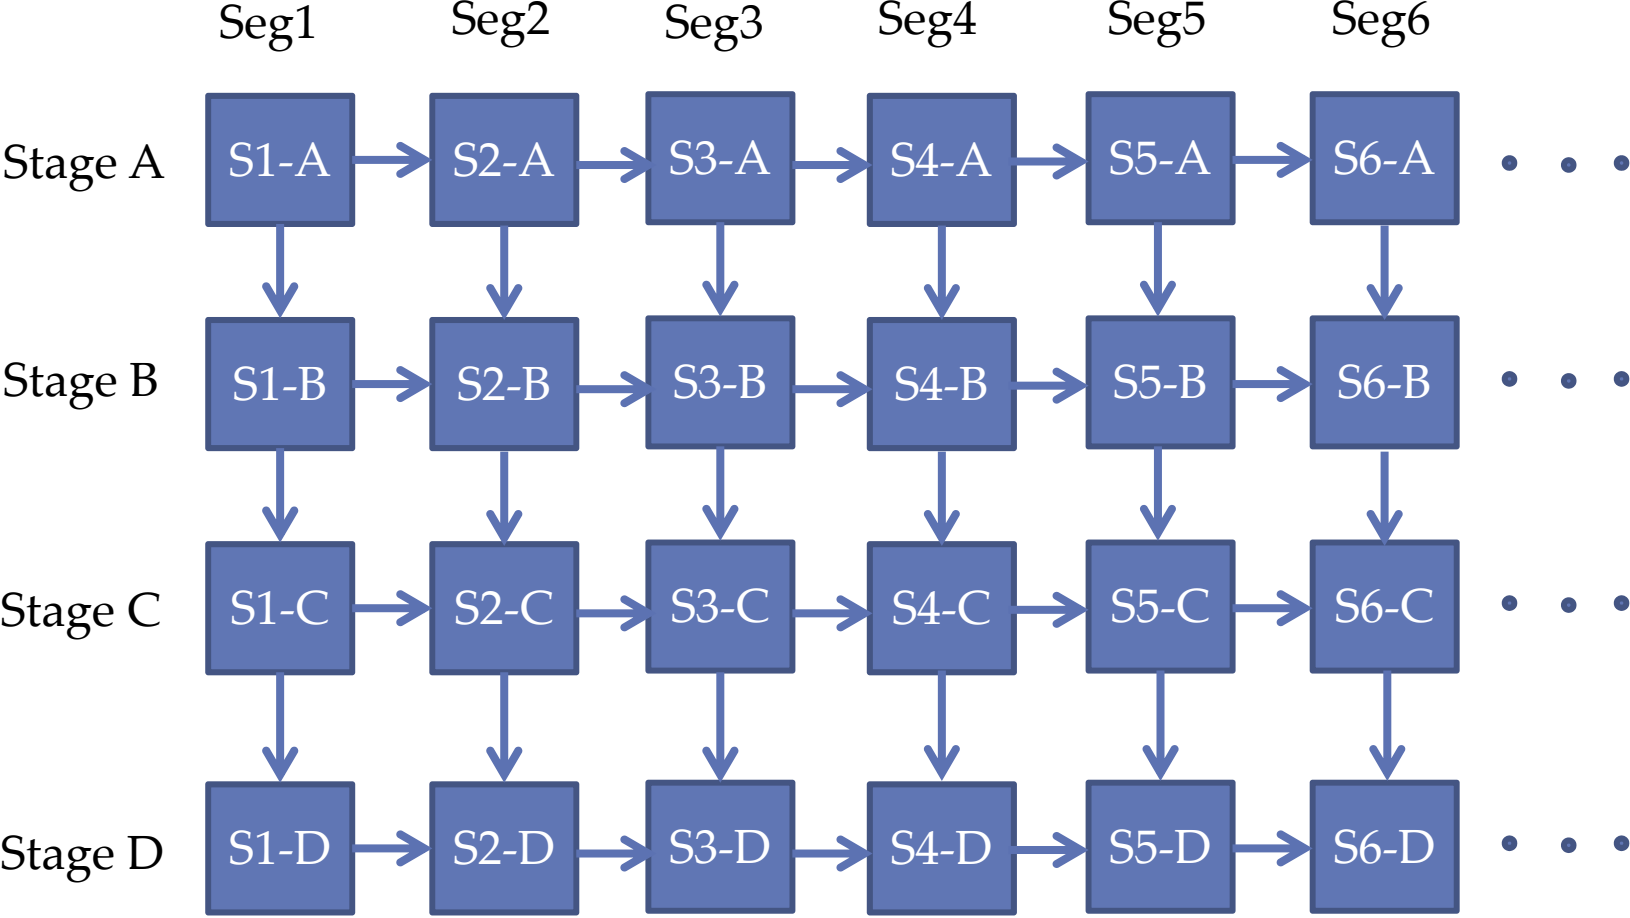 Seg1 Seg2 Seg3 Seg4 Seg5 Seg6
Stage A S1-A S2-A S3-A S4-A S5-A S6-A
Stage B S1-B S2-B S3-B S4-B S5-B S6-B
Stage C S1-C S2-C S3-C S4-C S5-C S6-C
Stage D S1-D S2-D S3-D S4-D S5-D S6-D